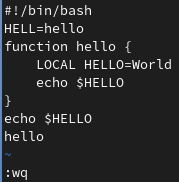 #!/bin/bash
HELL=hello
function hello {
    LOCAL HELLO=World
    echo $HELLO
}
echo $HELLO
hello
~
:wq